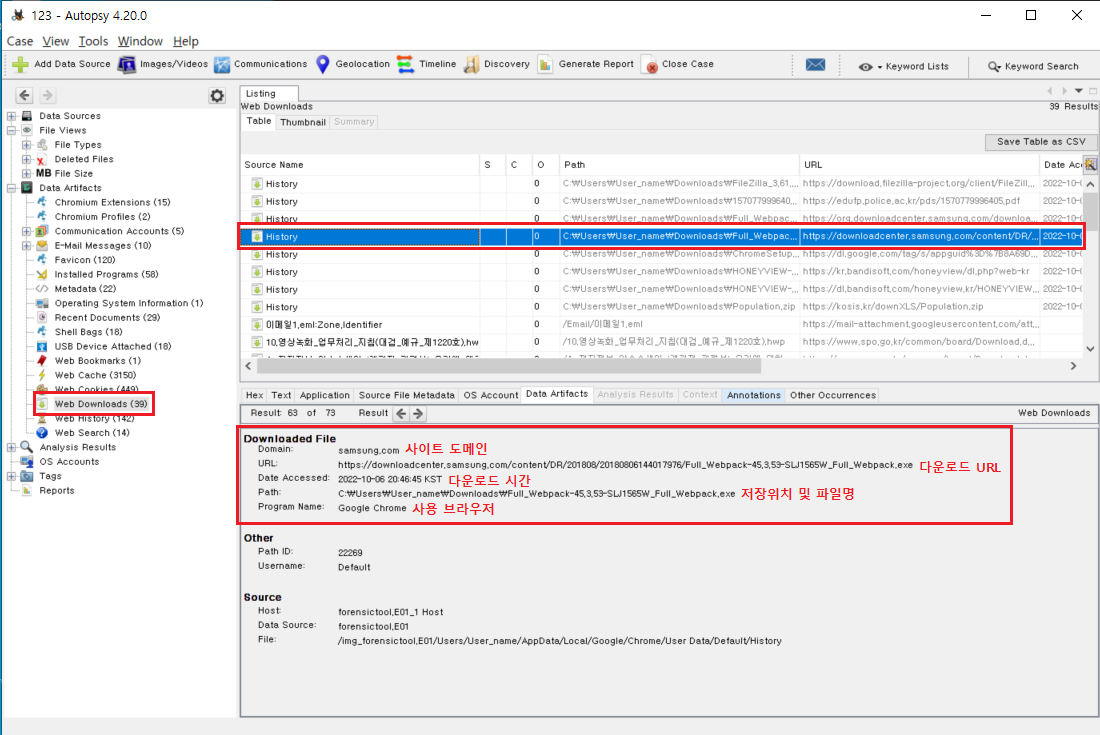 123 - Autopsy 4.20.0
Case View Tools Window Help
Add Data Source Images/Videos Communications Geolocation Timeline Discovery Generate Report Close Case Keyword Lists Keyword Search
Data Sources
File Views
File Types
Deleted Files
MB File Size
Data Artifacts
Chromium Extensions (15)
Chromium Profiles (2)
Communication Accounts (5)
E-Mail Messages (10)
Favicon (120)
Installed Programs (58)
Metadata (22)
Operating System Information (1)
Recent Documents (29)
Shell Bags (18)
USB Device Attached (18)
Web Bookmarks (1)
Web Cache (3150)
Web Cookies (449)
Web Downloads (39)
Web History (142)
Web Search (14)
Analysis Results
OS Accounts
Tags
Reports
Listing
Web Downloads
39 Results
Table Thumbnail Summary
Save Table as CSV
Source Name S C O Path URL Date Acc
History 0 C:₩Users₩User_name₩Downloads₩FileZilla_3,61,... https://download,filezilla-project,org/client/FileZill... 2022-10-0
History 0 C:₩Users₩User_name₩Downloads₩157077999640... https://edufp,police,ac,kr/pds/1570779996405,pdf 2022-10-0
History 0 C:₩Users₩User_name₩Downloads₩Full_Webpac... https://org,downloadcenter,samsung,com/downloa... 2022-10-0
History 0 C:₩Users₩User_name₩Downloads₩Full_Webpac... https://downloadcenter,samsung,com/content/DR/... 2022-10-0
History 0 C:₩Users₩User_name₩Downloads₩ChromeSetup... https://dl,google,com/tag/s/appguid%3D%7B8A69D... 2022-10-0
History 0 C:₩Users₩User_name₩Downloads₩HONEYVIEW-... https://kr,bandisoft,com/honeyview/dl,php?web-kr 2022-10-0
History 0 C:₩Users₩User_name₩Downloads₩HONEYVIEW-... https://dl,bandisoft,com/honeyview,kr/HONEYVIEW... 2022-10-0
History 0 C:₩Users₩User_name₩Downloads₩Population,zip https://kosis,kr/downXLS/Population,zip 2022-10-0
이메일1,eml:Zone,Identifier 0 /Email/이메일1,eml https://mail-attachment,googleusercontent,com/att...
10,영상녹화_업무처리_지침(대검_예규_제1220호),hwp 0 /10,영상녹화_업무처리_지침(대검_예규_제1220호),hwp https://www,spo,go,kr/common/board/Download,d...
Hex Text Application Source File Metadata OS Account Data Artifacts Analysis Results Context Annotations Other Occurrences
Result: 63 of 73 Result Web Downloads
Downloaded File
Domain: samsung,com 사이트 도메인
URL: https://downloadcenter,samsung,com/content/DR/201808/20180806144017976/Full_Webpack-45,3,53-SLJ1565W_Full_Webpack,exe 다운로드 URL
Date Accessed: 2022-10-06 20:46:45 KST 다운로드 시간
Path: C:₩Users₩User_name₩Downloads₩Full_Webpack-45,3,53-SLJ1565W_Full_Webpack,exe 저장위치 및 파일명
Program Name: Google Chrome 사용 브라우저
Other
Path ID: 22269
Username: Default
Source
Host: forensictool,E01_1 Host
Data Source: forensictool,E01
File: /img_forensictool,E01/Users/User_name/AppData/Local/Google/Chrome/User Data/Default/History